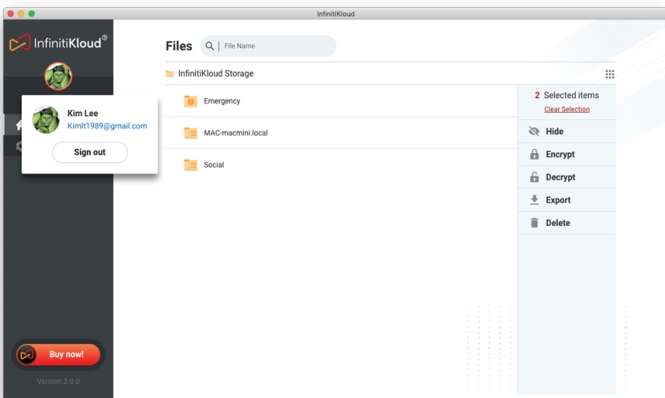 InfinitiKloud
InfinitiKloud®
Files
File Name
InfinitiKloud Storage
Kim Lee
Kimlt1989@gmail.com
Sign out
Emergency
MAC-macmini.local
Social
2 Selected items
Clear Selection
Hide
Encrypt
Decrypt
Export
Delete
Buy now!
Version 2.0.0